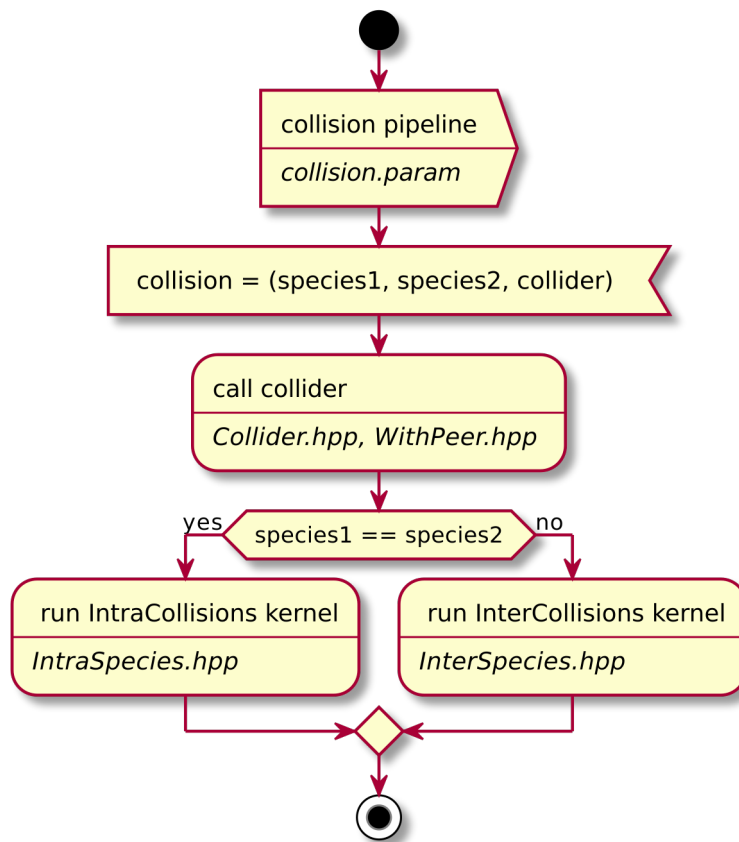 collision pipeline
collision.param
collision = (species1, species2, collider)
call collider
Collider.hpp, WithPeer.hpp
yes
species1 == species2
no
run IntraCollisions kernel
IntraSpecies.hpp
run InterCollisions kernel
InterSpecies.hpp